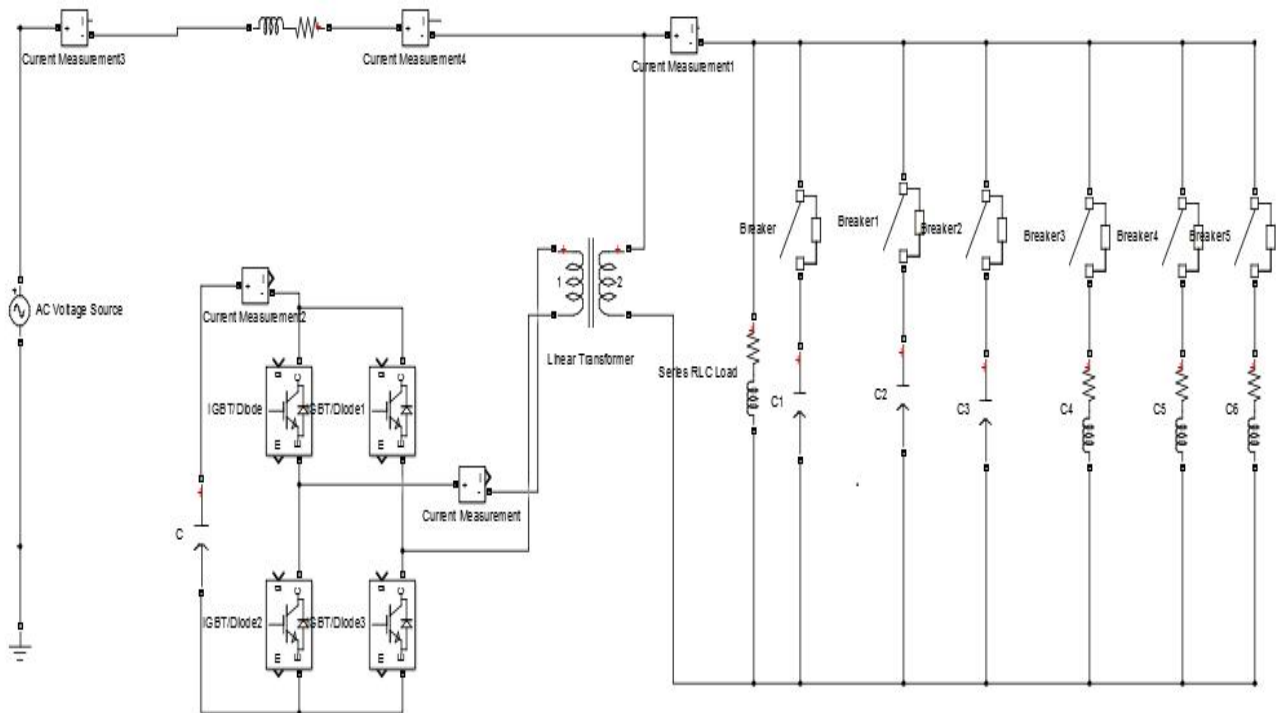 Current Measurement3
Current Measurement4
Current Measurement1
Breaker
Breaker1
Breaker2
Breaker3
Breaker4
Breaker5
AC Voltage Source
Current Measurement2
1
2
Linear Transformer
Series RLC Load
IGBT/Diode
IGBT/Diode1
C1
C2
C3
C4
C5
C6
Current Measurement
C
IGBT/Diode2
IGBT/Diode3